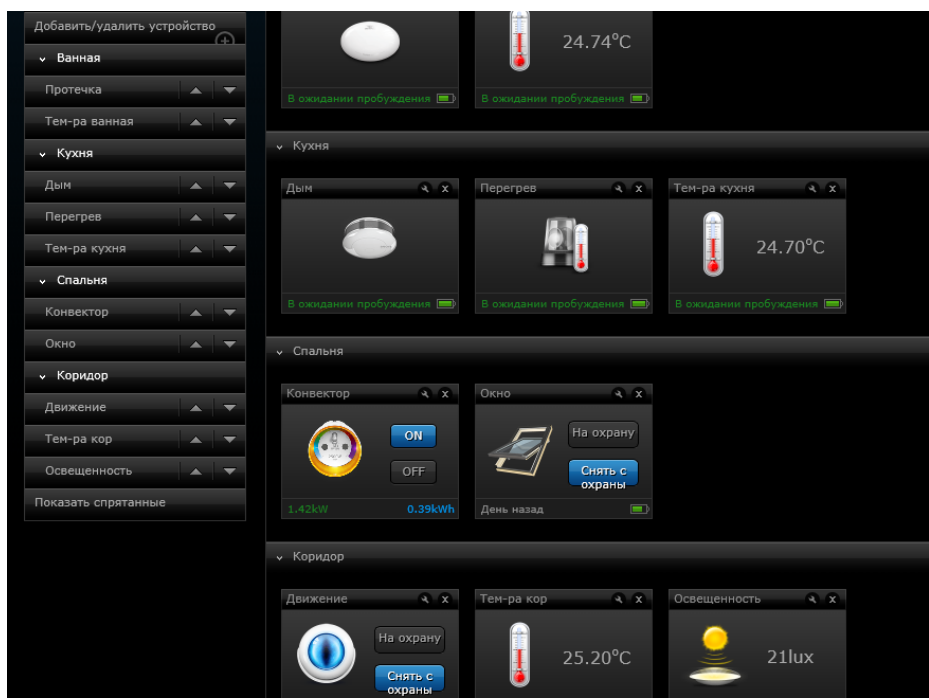 Добавить/удалить устройство
Ванная
Протечка
Тем-ра ванная
Кухня
Дым
Перегрев
Тем-ра кухня
Спальня
Конвектор
Окно
Коридор
Движение
Тем-ра кор
Освещенность
Показать спрятанные
24.74°C
В ожидании пробуждения
В ожидании пробуждения
Кухня
Дым
Перегрев
Тем-ра кухня
24.70°C
В ожидании пробуждения
В ожидании пробуждения
В ожидании пробуждения
Спальня
Конвектор
ON
OFF
1.42kW
0.39kWh
Окно
На охрану
Снять с
охраны
День назад
Коридор
Движение
На охрану
Снять с
охраны
Тем-ра кор
25.20°C
Освещенность
21lux